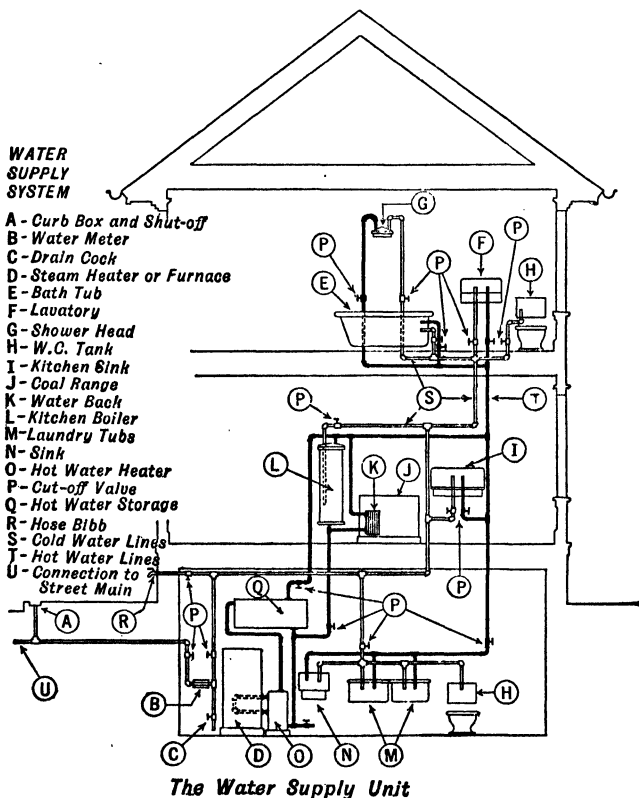 WATER
SUPPLY
SYSTEM
A - Curb Box and Shut-off
B - Water Meter
C - Drain Cock
D - Steam Heater or Furnace
E - Bath Tub
F - Lavatory
G - Shower Head
H - W.C. Tank
I - Kitchen Sink
J - Coal Range
K - Water Back
L - Kitchen Boiler
M - Laundry Tubs
N - Sink
O - Hot Water Heater
P - Cut-off Valve
Q - Hot Water Storage
R - Hose Bibb
S - Cold Water Lines
T - Hot Water Lines
U - Connection to
Street Main
G
P
P
F
P
H
E
S
T
P
L
K
J
I
P
Q
P
P
A
R
U
B
C
D
O
N
M
H
The Water Supply Unit